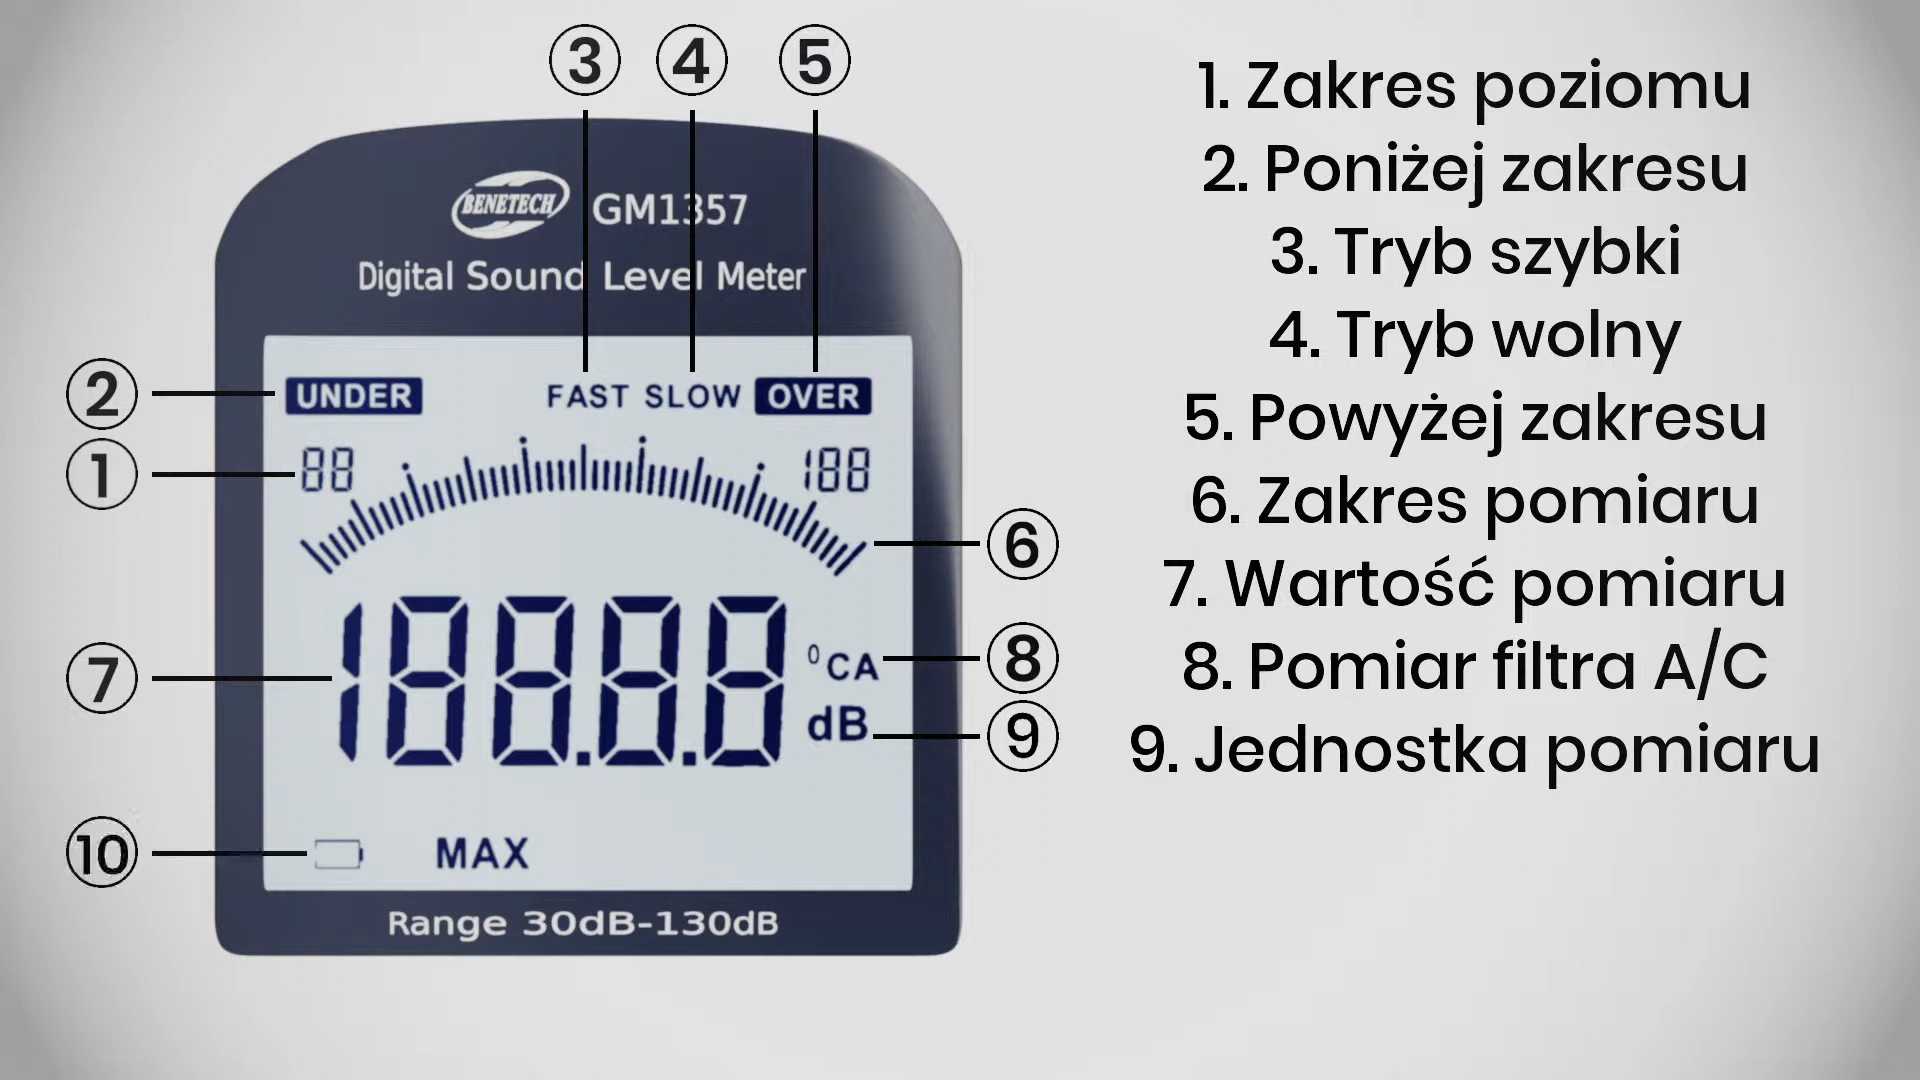 3 4 5
BENETECH GM1357
Digital Sound Level Meter
2 UNDER FAST SLOW OVER
1 88 188
6
7 188.8.8 °CA 8
dB 9
10 MAX
Range 30dB-130dB
1. Zakres poziomu
2. Poniżej zakresu
3. Tryb szybki
4. Tryb wolny
5. Powyżej zakresu
6. Zakres pomiaru
7. Wartość pomiaru
8. Pomiar filtra A/C
9. Jednostka pomiaru